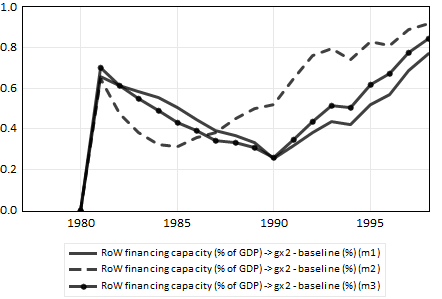 1.0
0.8
0.6
0.4
0.2
0.0
1980 1985 1990 1995
RoW financing capacity (% of GDP) -> gx2 - baseline (%) (m1)
RoW financing capacity (% of GDP) -> gx2 - baseline (%) (m2)
RoW financing capacity (% of GDP) -> gx2 - baseline (%) (m3)